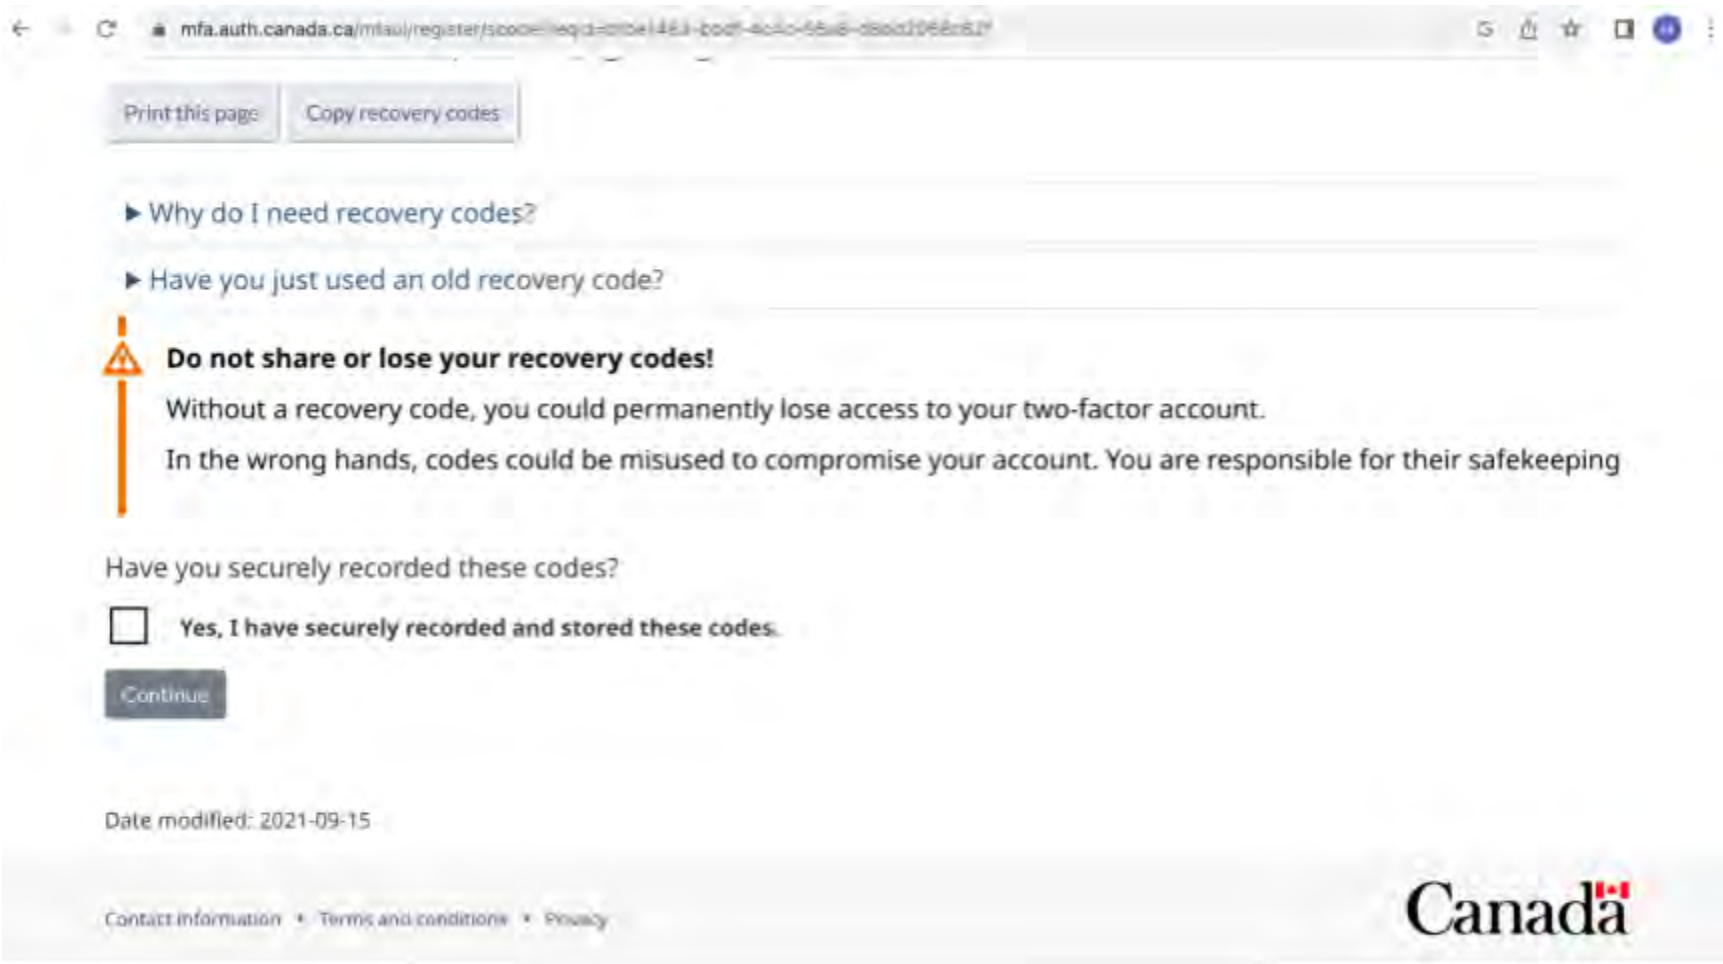 mfa.auth.canada.ca/mfaui/register/
Print this page
Copy recovery codes
Why do I need recovery codes?
Have you just used an old recovery code?
Do not share or lose your recovery codes!
Without a recovery code, you could permanently lose access to your two-factor account.
In the wrong hands, codes could be misused to compromise your account. You are responsible for their safekeeping
Have you securely recorded these codes?
Yes, I have securely recorded and stored these codes.
Continue
Date modified: 2021-09-15
Contact information • Terms and conditions • Privacy
Canada